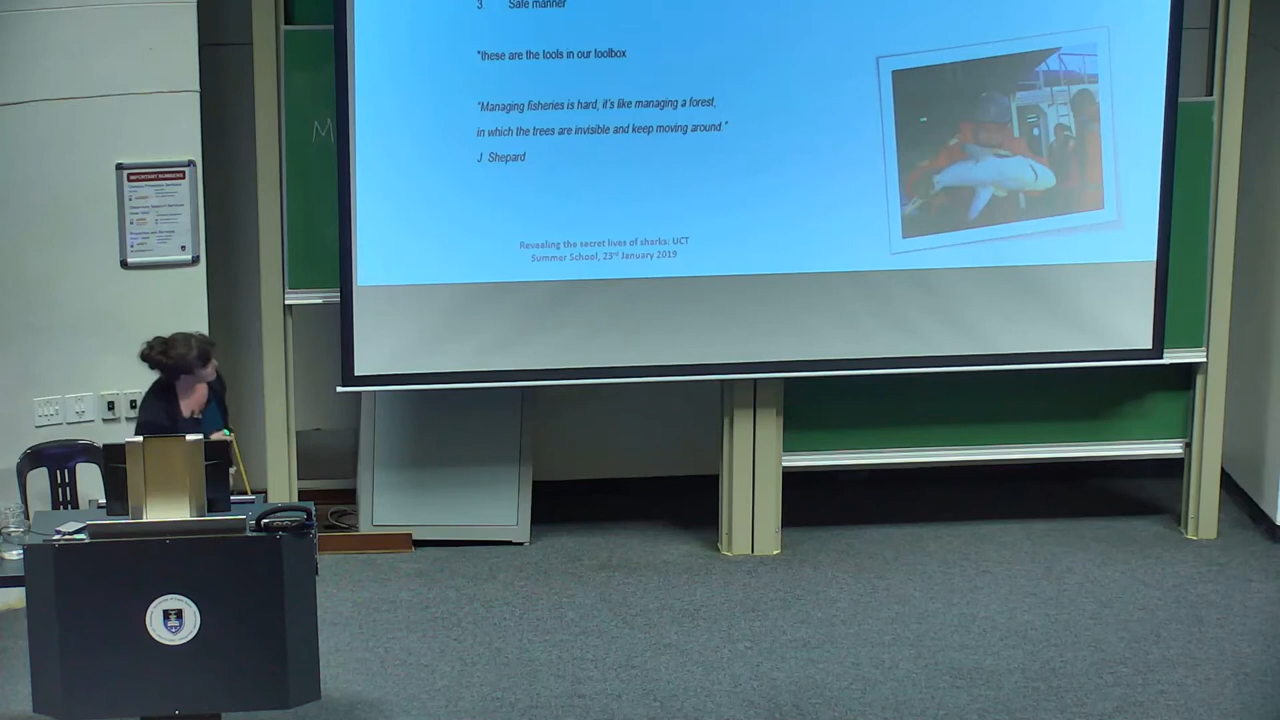 3 Safe manner
*these are the tools in our toolbox
"Managing fisheries is hard, it's like managing a forest,
in which the trees are invisible and keep moving around."
J Shepard
Revealing the secret lives of sharks: UCT
Summer School, 23rd January 2019
M
IMPORTANT NUMBERS